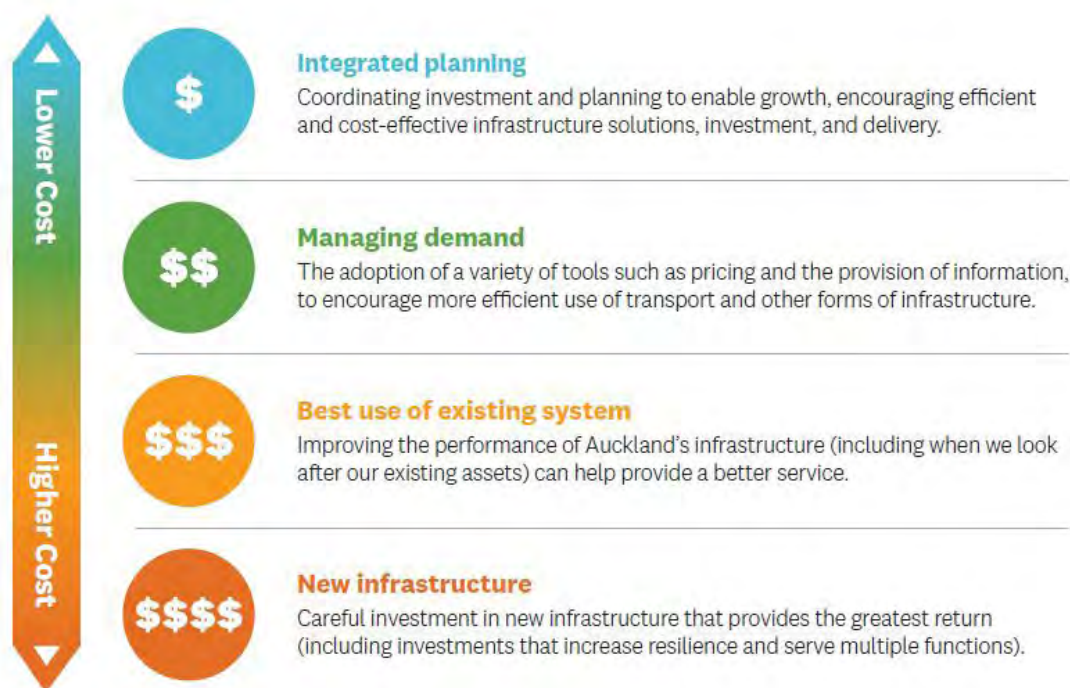 Lower Cost
Higher Cost
$
Integrated planning
Coordinating investment and planning to enable growth, encouraging efficient
and cost-effective infrastructure solutions, investment, and delivery.
$$
Managing demand
The adoption of a variety of tools such as pricing and the provision of information,
to encourage more efficient use of transport and other forms of infrastructure.
$$$
Best use of existing system
Improving the performance of Auckland’s infrastructure (including when we look
after our existing assets) can help provide a better service.
$$$$
New infrastructure
Careful investment in new infrastructure that provides the greatest return
(including investments that increase resilience and serve multiple functions).